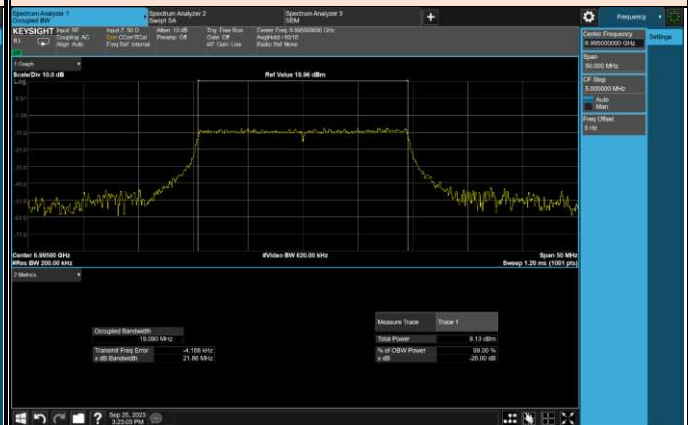 Spectrum Analyzer 1
Occupied BW
Spectrum Analyzer 2
Swept SA
Spectrum Analyzer 3
SEM
+
Frequency
KEYSIGHT
Input: RF
Coupling: AC
Align: Auto
Input Z: 50 Ω
Corr CCorr RCal
Freq Ref: Internal
Atten: 10 dB
Preamp: Off
Trig: Free Run
Gate: Off
#IF Gain: Low
Center Freq: 6.995000000 GHz
Avg|Hold: >10/10
Radio Std: None
Settings
Center Frequency
6.995000000 GHz
Span
50.000 MHz
CF Step
5.000000 MHz
Auto
Man
Freq Offset
0 Hz
1 Graph
Scale/Div 10.0 dB
Ref Value 18.96 dBm
Log
Center 6.99500 GHz
#Res BW 200.00 kHz
#Video BW 620.00 kHz
Span 50 MHz
Sweep 1.20 ms (1001 pts)
2 Metrics
Measure Trace
Trace 1
Occupied Bandwidth
19.090 MHz
Total Power
9.13 dBm
Transmit Freq Error
-4.168 kHz
% of OBW Power
99.00 %
x dB Bandwidth
21.86 MHz
x dB
-26.00 dB
?
Sep 25, 2023
3:23:03 PM